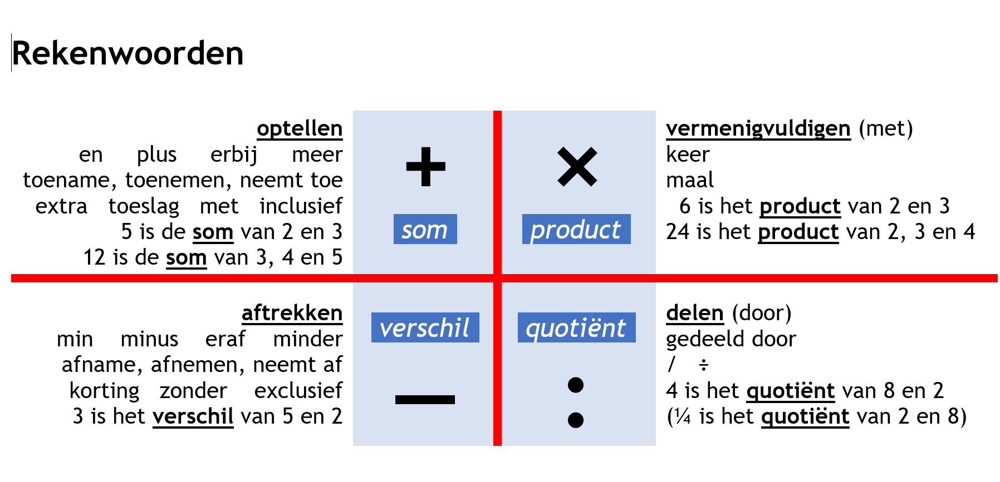 Rekenwoorden
optellen
en plus erbij meer
toename, toenemen, neemt toe
extra toeslag met inclusief
5 is de som van 2 en 3
12 is de som van 3, 4 en 5
+
som
×
product
vermenigvuldigen (met)
keer
maal
6 is het product van 2 en 3
24 is het product van 2, 3 en 4
aftrekken
min minus eraf minder
afname, afnemen, neemt af
korting zonder exclusief
3 is het verschil van 5 en 2
verschil
—
quotiënt
:
delen (door)
gedeeld door
/ ÷
4 is het quotiënt van 8 en 2
(¼ is het quotiënt van 2 en 8)